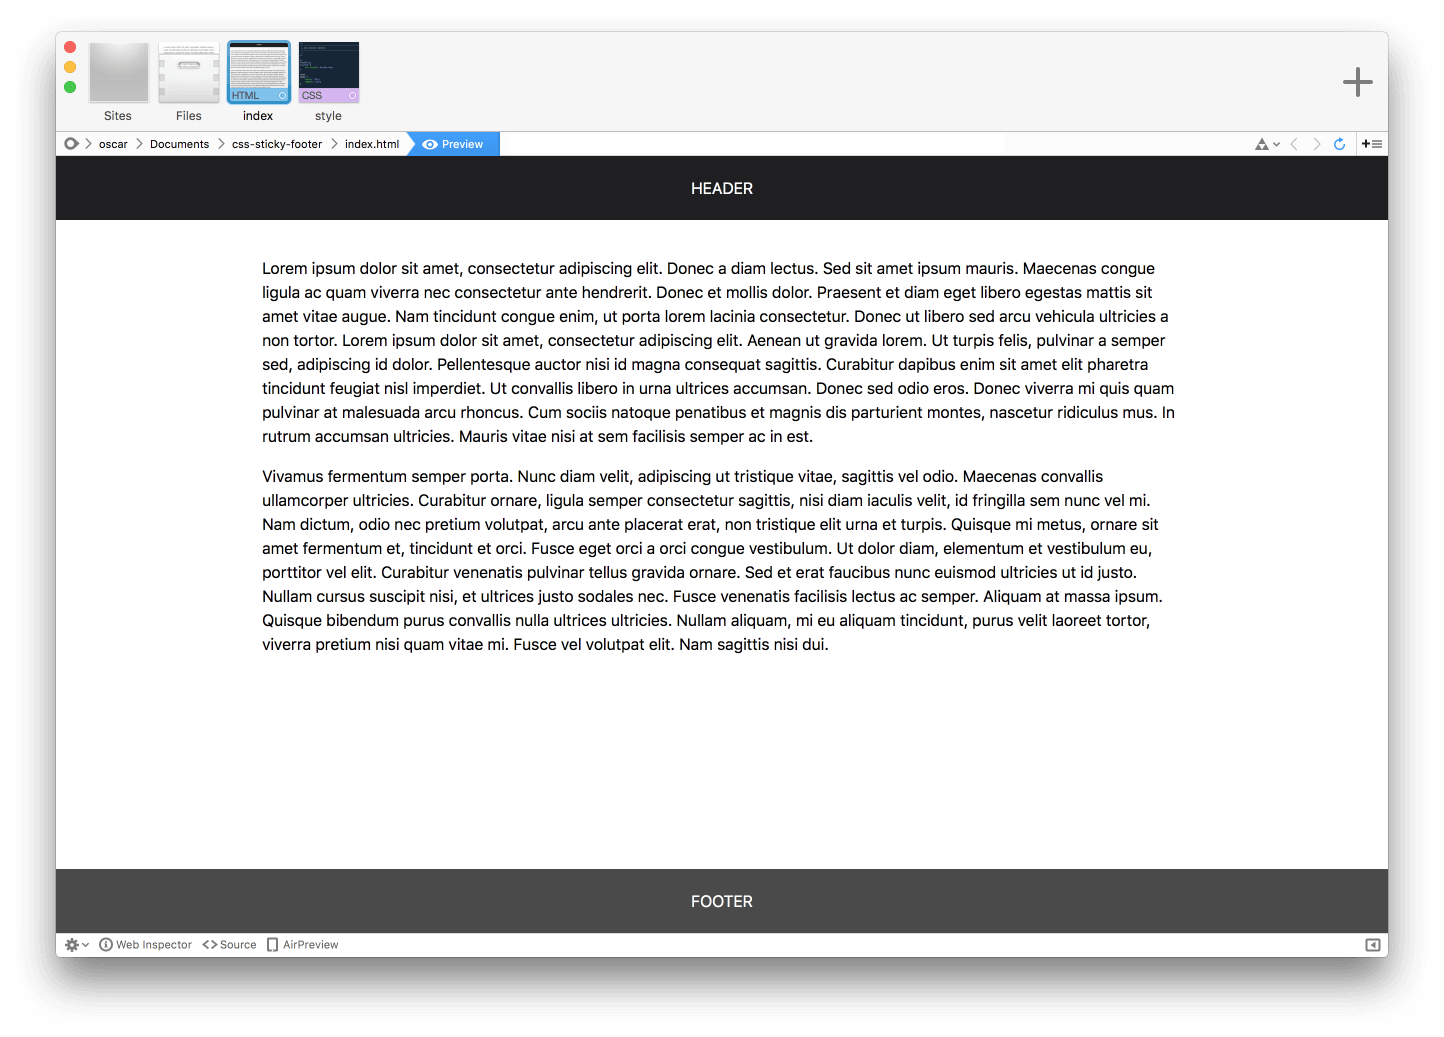 HTML
CSS
Sites
Files
index
style
oscar
Documents
css-sticky-footer
index.html
Preview
HEADER
Lorem ipsum dolor sit amet, consectetur adipiscing elit. Donec a diam lectus. Sed sit amet ipsum mauris. Maecenas congue
ligula ac quam viverra nec consectetur ante hendrerit. Donec et mollis dolor. Praesent et diam eget libero egestas mattis sit
amet vitae augue. Nam tincidunt congue enim, ut porta lorem lacinia consectetur. Donec ut libero sed arcu vehicula ultricies a
non tortor. Lorem ipsum dolor sit amet, consectetur adipiscing elit. Aenean ut gravida lorem. Ut turpis felis, pulvinar a semper
sed, adipiscing id dolor. Pellentesque auctor nisi id magna consequat sagittis. Curabitur dapibus enim sit amet elit pharetra
tincidunt feugiat nisl imperdiet. Ut convallis libero in urna ultrices accumsan. Donec sed odio eros. Donec viverra mi quis quam
pulvinar at malesuada arcu rhoncus. Cum sociis natoque penatibus et magnis dis parturient montes, nascetur ridiculus mus. In
rutrum accumsan ultricies. Mauris vitae nisi at sem facilisis semper ac in est.
Vivamus fermentum semper porta. Nunc diam velit, adipiscing ut tristique vitae, sagittis vel odio. Maecenas convallis
ullamcorper ultricies. Curabitur ornare, ligula semper consectetur sagittis, nisi diam iaculis velit, id fringilla sem nunc vel mi.
Nam dictum, odio nec pretium volutpat, arcu ante placerat erat, non tristique elit urna et turpis. Quisque mi metus, ornare sit
amet fermentum et, tincidunt et orci. Fusce eget orci a orci congue vestibulum. Ut dolor diam, elementum et vestibulum eu,
porttitor vel elit. Curabitur venenatis pulvinar tellus gravida ornare. Sed et erat faucibus nunc euismod ultricies ut id justo.
Nullam cursus suscipit nisi, et ultrices justo sodales nec. Fusce venenatis facilisis lectus ac semper. Aliquam at massa ipsum.
Quisque bibendum purus convallis nulla ultrices ultricies. Nullam aliquam, mi eu aliquam tincidunt, purus velit laoreet tortor,
viverra pretium nisi quam vitae mi. Fusce vel volutpat elit. Nam sagittis nisi dui.
FOOTER
Web Inspector
Source
AirPreview